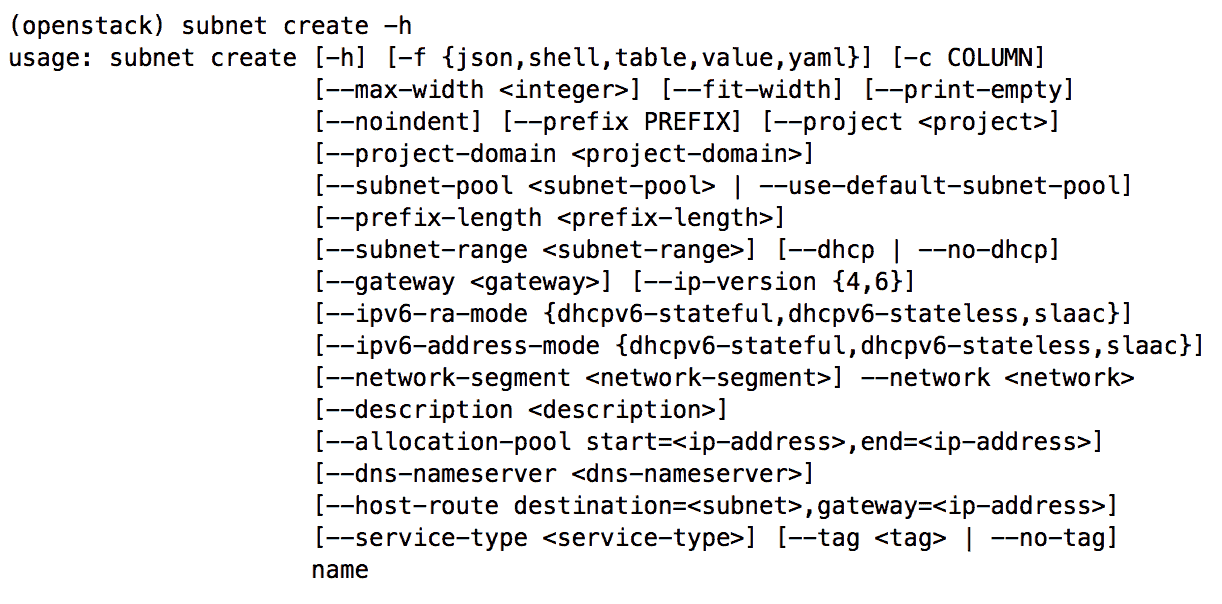 (openstack) subnet create -h
usage: subnet create [-h] [-f {json,shell,table,value,yaml}] [-c COLUMN]
[--max-width <integer>] [--fit-width] [--print-empty]
[--noindent] [--prefix PREFIX] [--project <project>]
[--project-domain <project-domain>]
[--subnet-pool <subnet-pool> | --use-default-subnet-pool]
[--prefix-length <prefix-length>]
[--subnet-range <subnet-range>] [--dhcp | --no-dhcp]
[--gateway <gateway>] [--ip-version {4,6}]
[--ipv6-ra-mode {dhcpv6-stateful,dhcpv6-stateless,slaac}]
[--ipv6-address-mode {dhcpv6-stateful,dhcpv6-stateless,slaac}]
[--network-segment <network-segment>] --network <network>
[--description <description>]
[--allocation-pool start=<ip-address>,end=<ip-address>]
[--dns-nameserver <dns-nameserver>]
[--host-route destination=<subnet>,gateway=<ip-address>]
[--service-type <service-type>] [--tag <tag> | --no-tag]
name